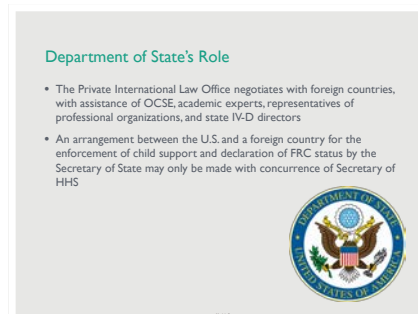 Department of State's Role
• The Private International Law Office negotiates with foreign countries,
with assistance of OCSE, academic experts, representatives of
professional organizations, and state IV-D directors
• An arrangement between the U.S. and a foreign country for the
enforcement of child support and declaration of FRC status by the
Secretary of State may only be made with concurrence of Secretary of
HHS
DEPARTMENT OF STATE
UNITED STATES OF AMERICA